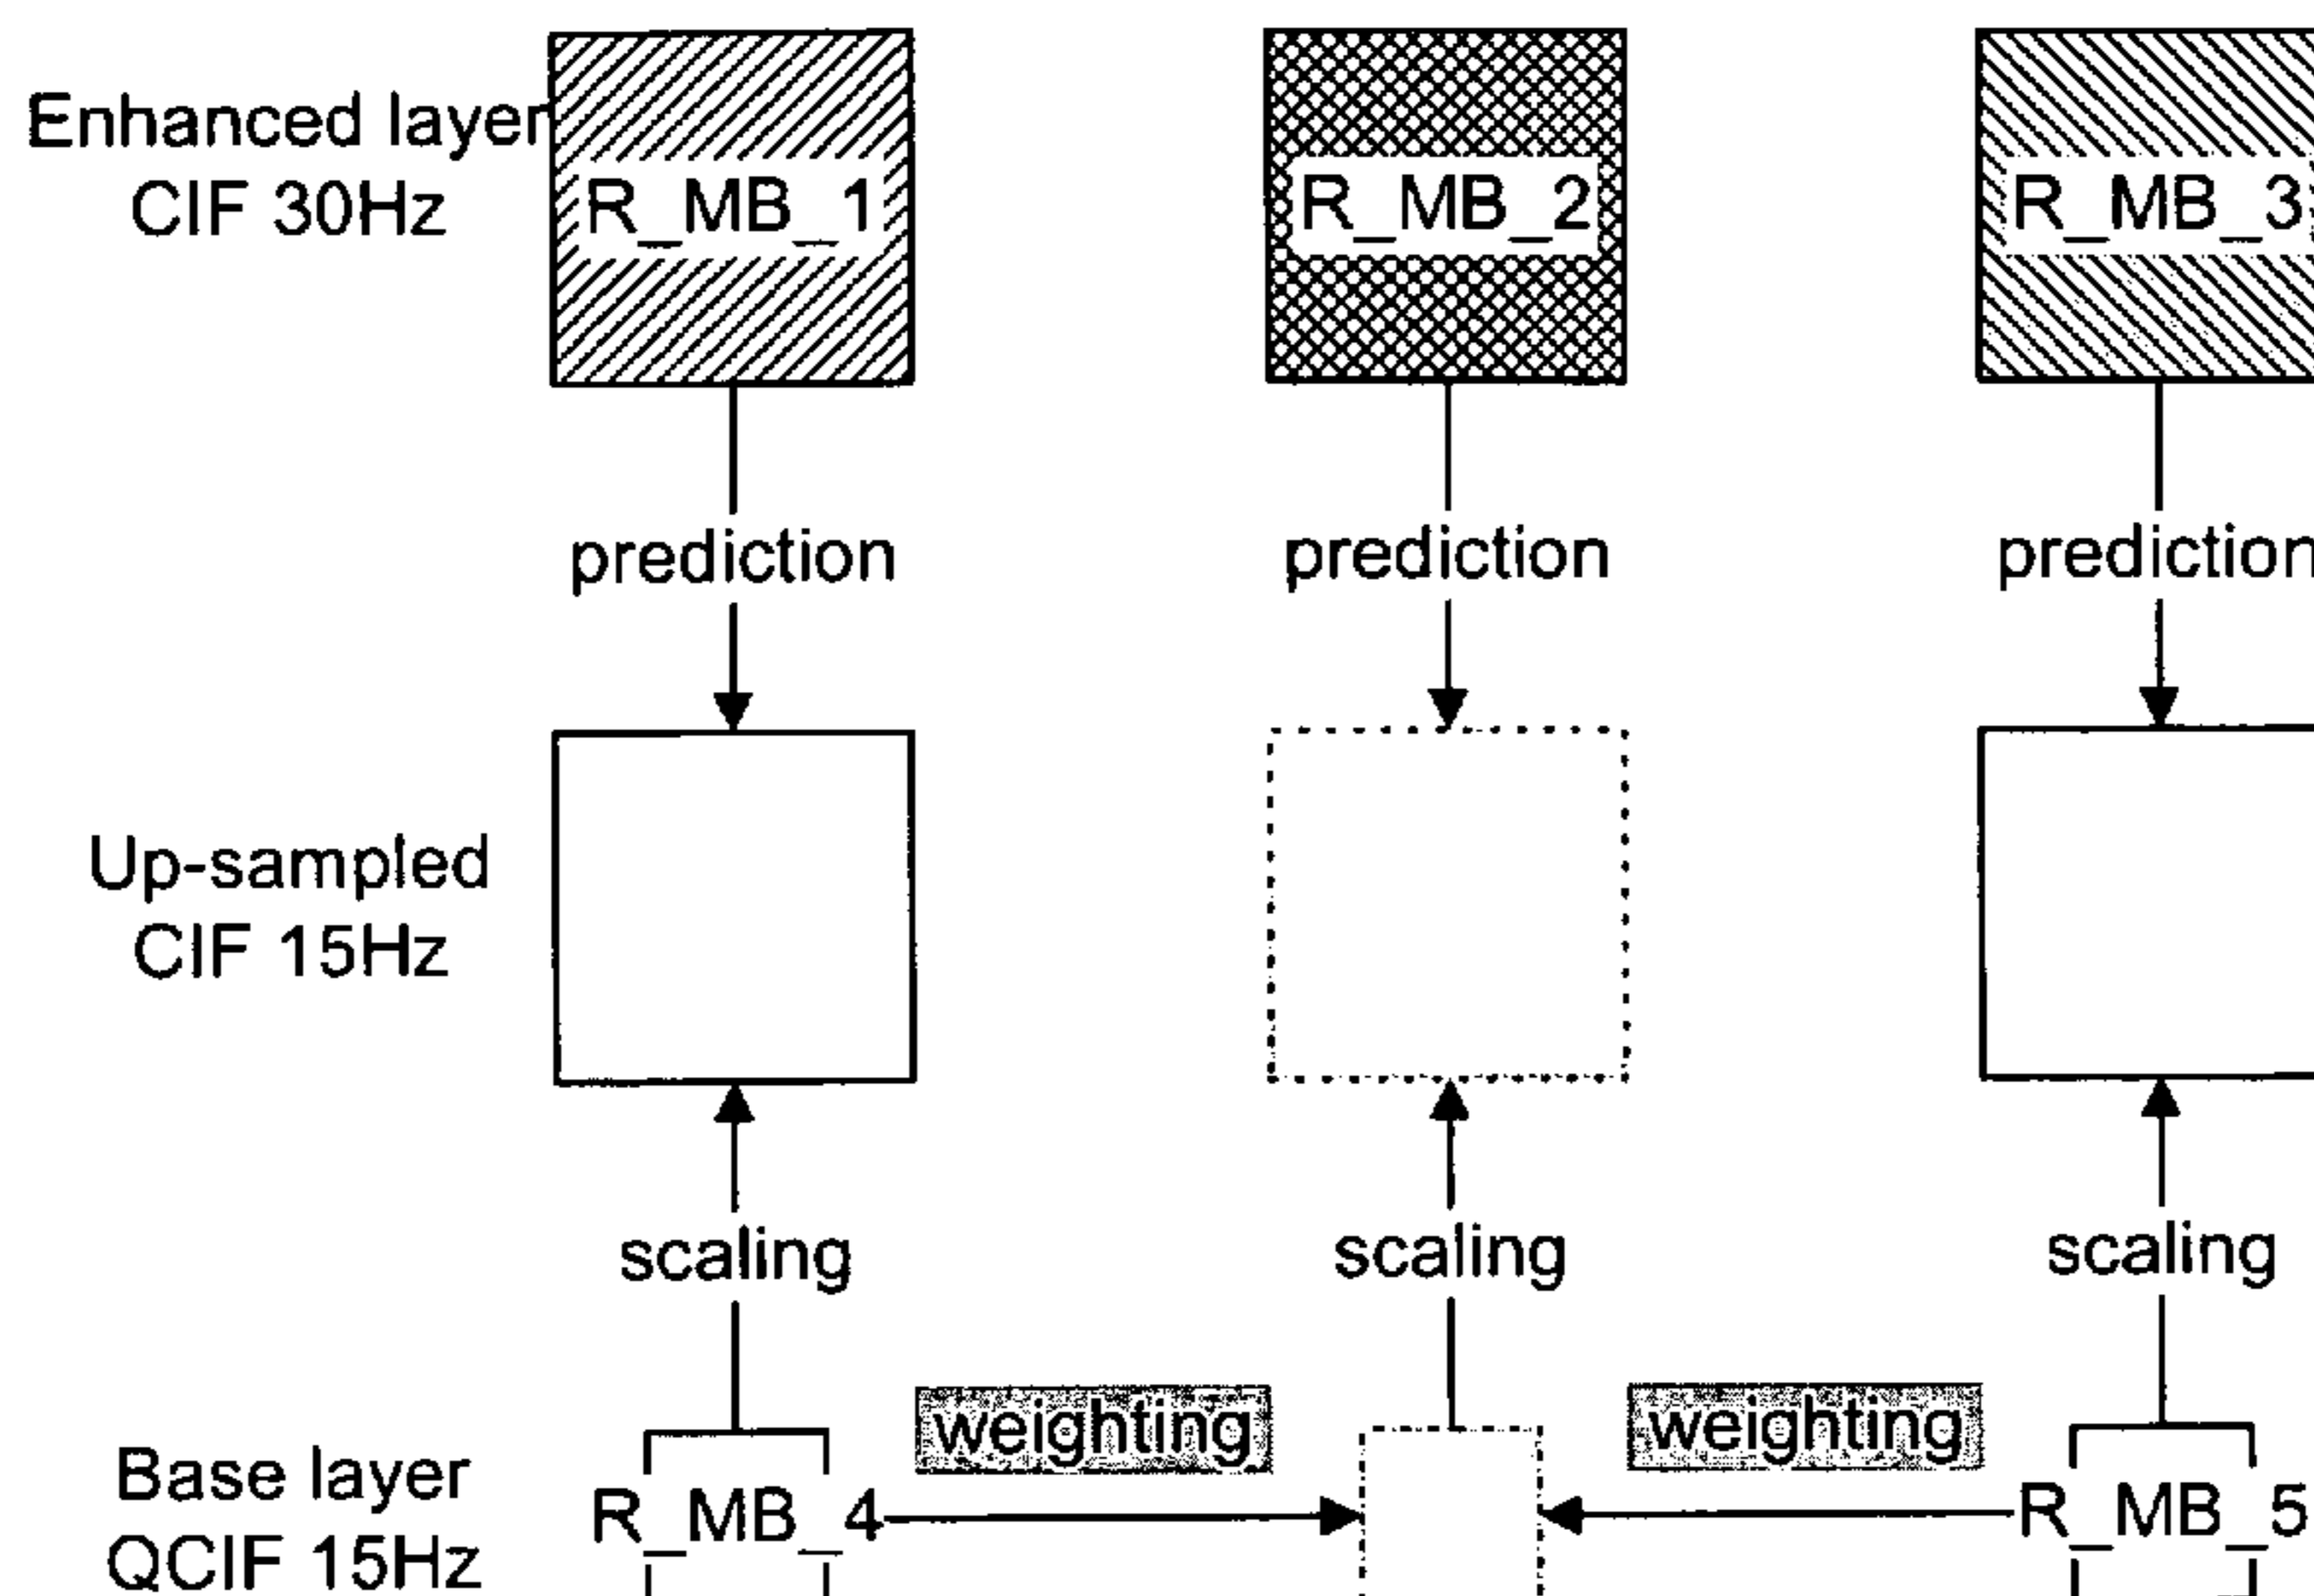 Enhanced layer
CIF 30Hz
R_MB_1
R_MB_2
R_MB_3
prediction
prediction
prediction
Up-sampled
CIF 15Hz
scaling
scaling
scaling
weighting
weighting
Base layer
QCIF 15Hz
R_MB_4
R_MB_5